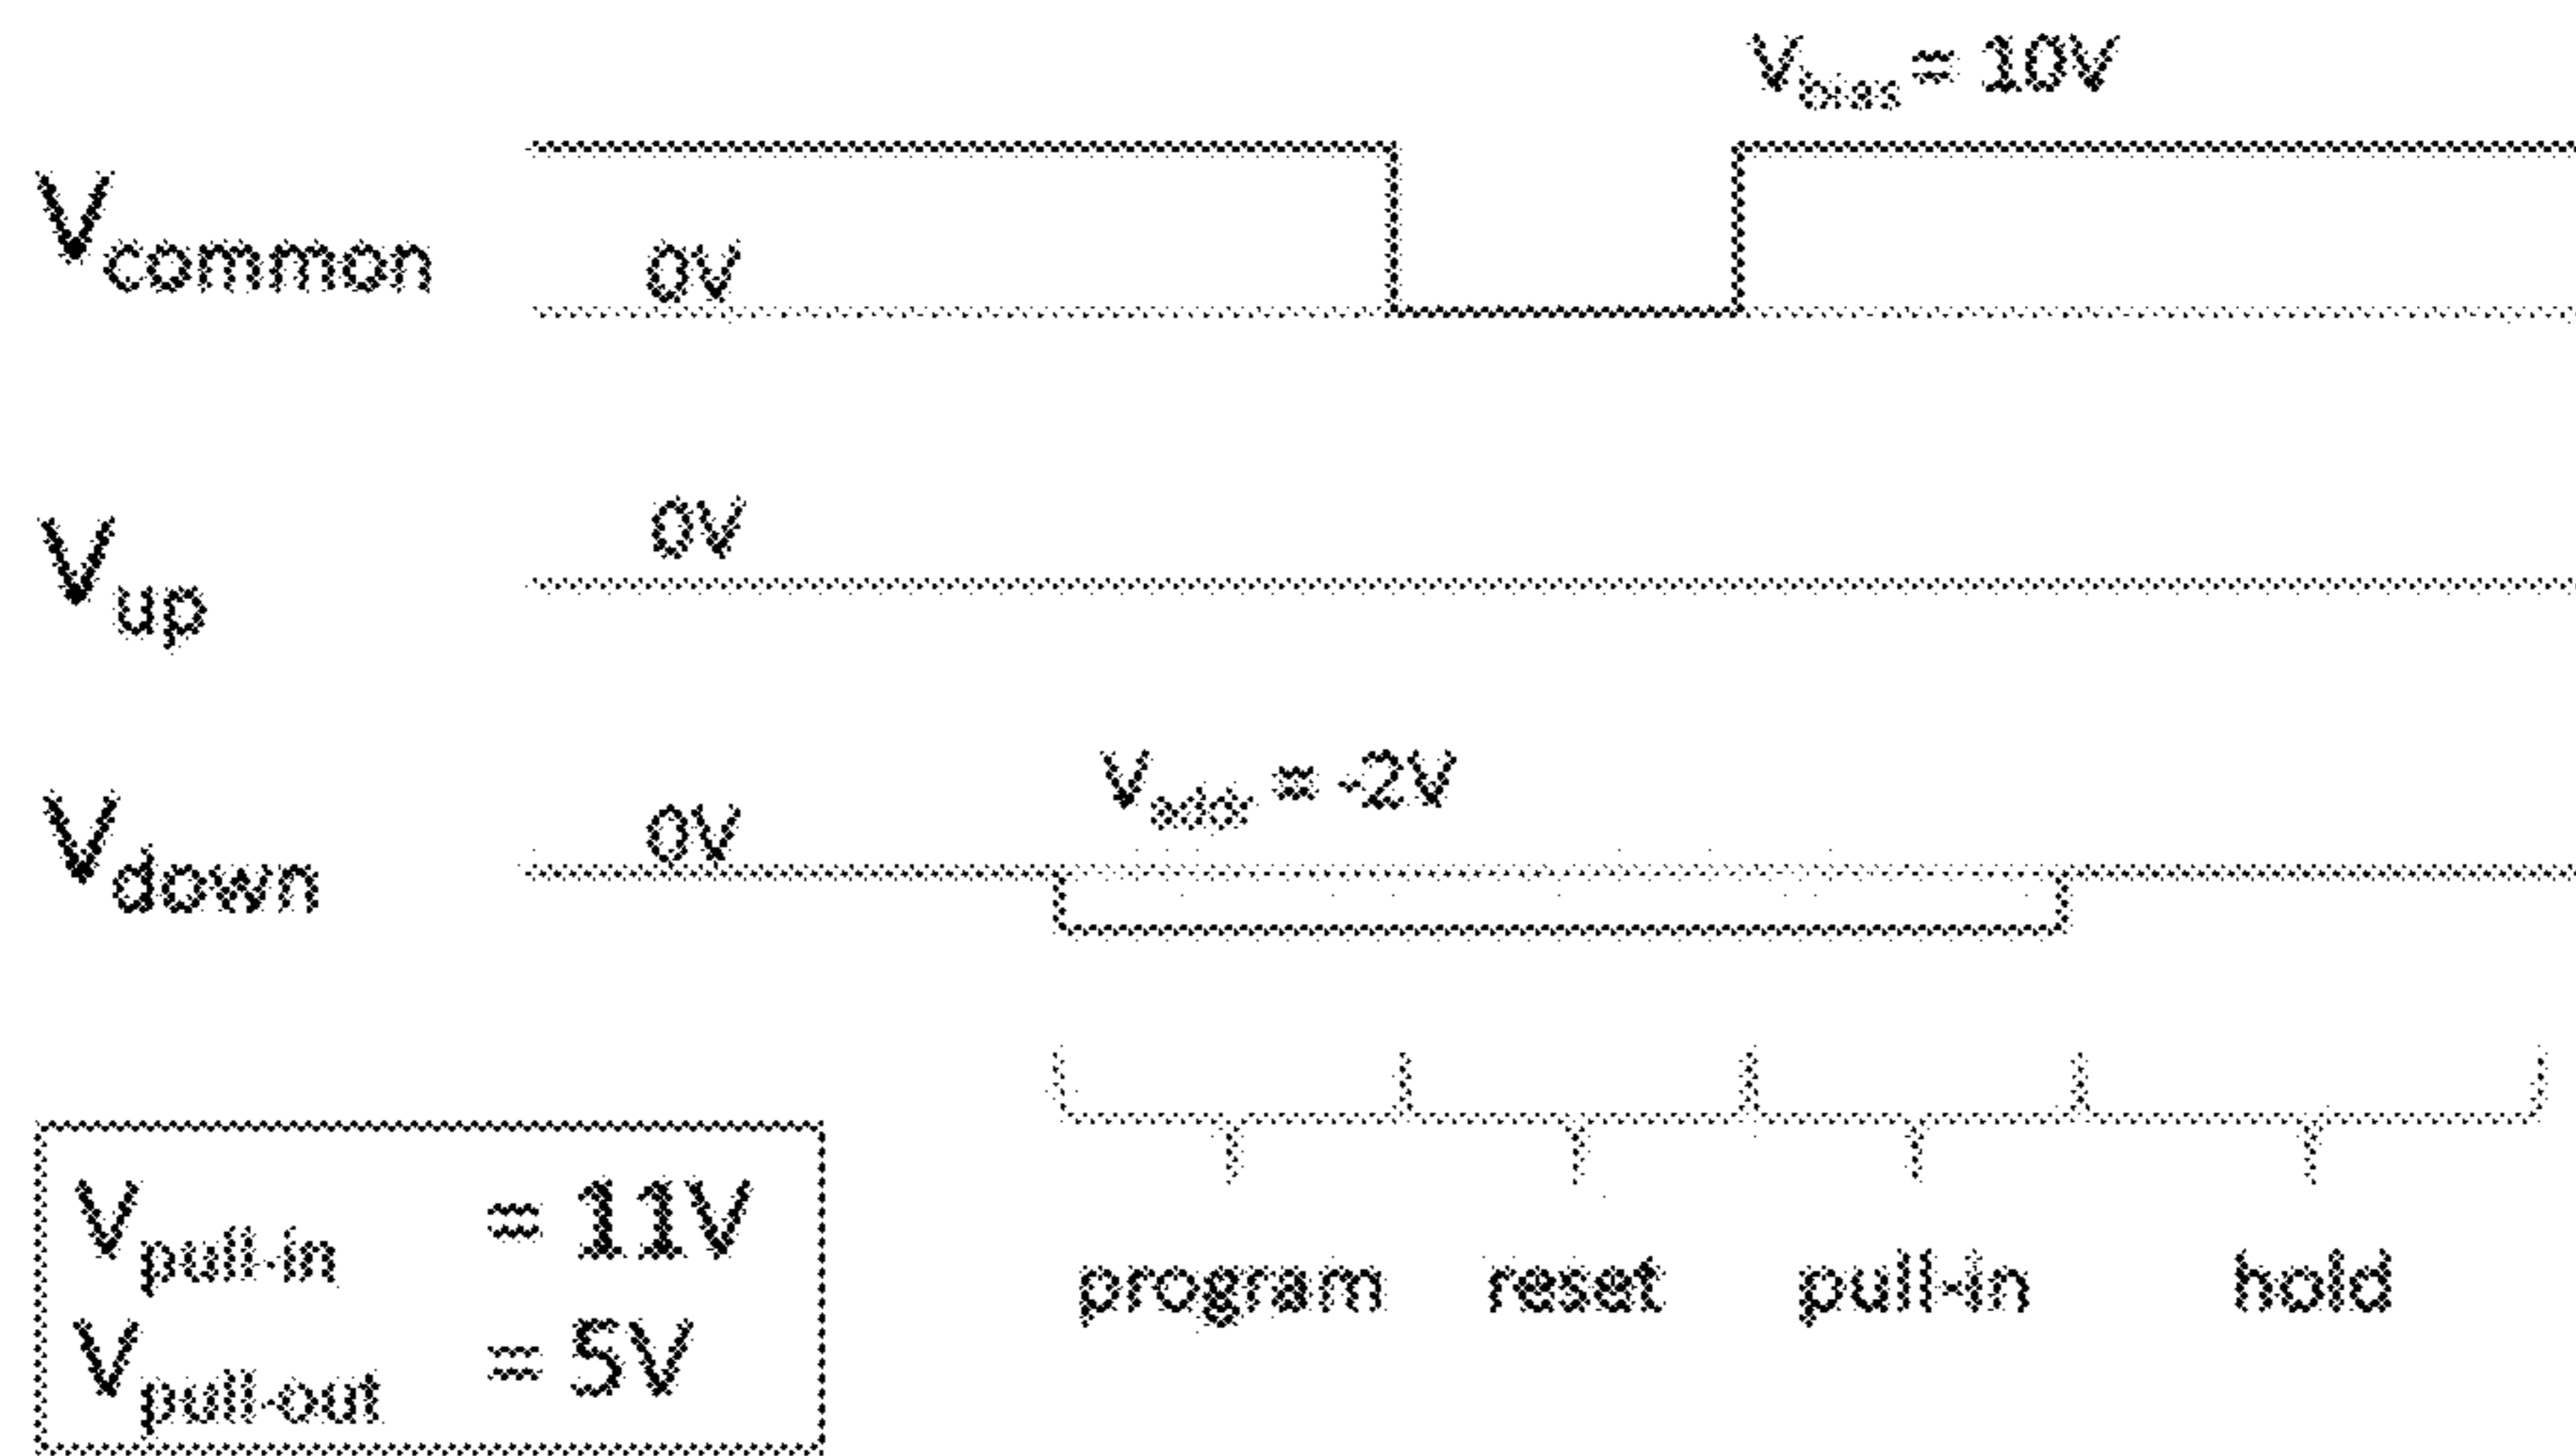 Vbias = 10V
Vcommon
0V
0V
Vup
Vaddr = -2V
0V
Vdown
Vpull-in = 11V
Vpull-out = 5V
program reset pull-in hold